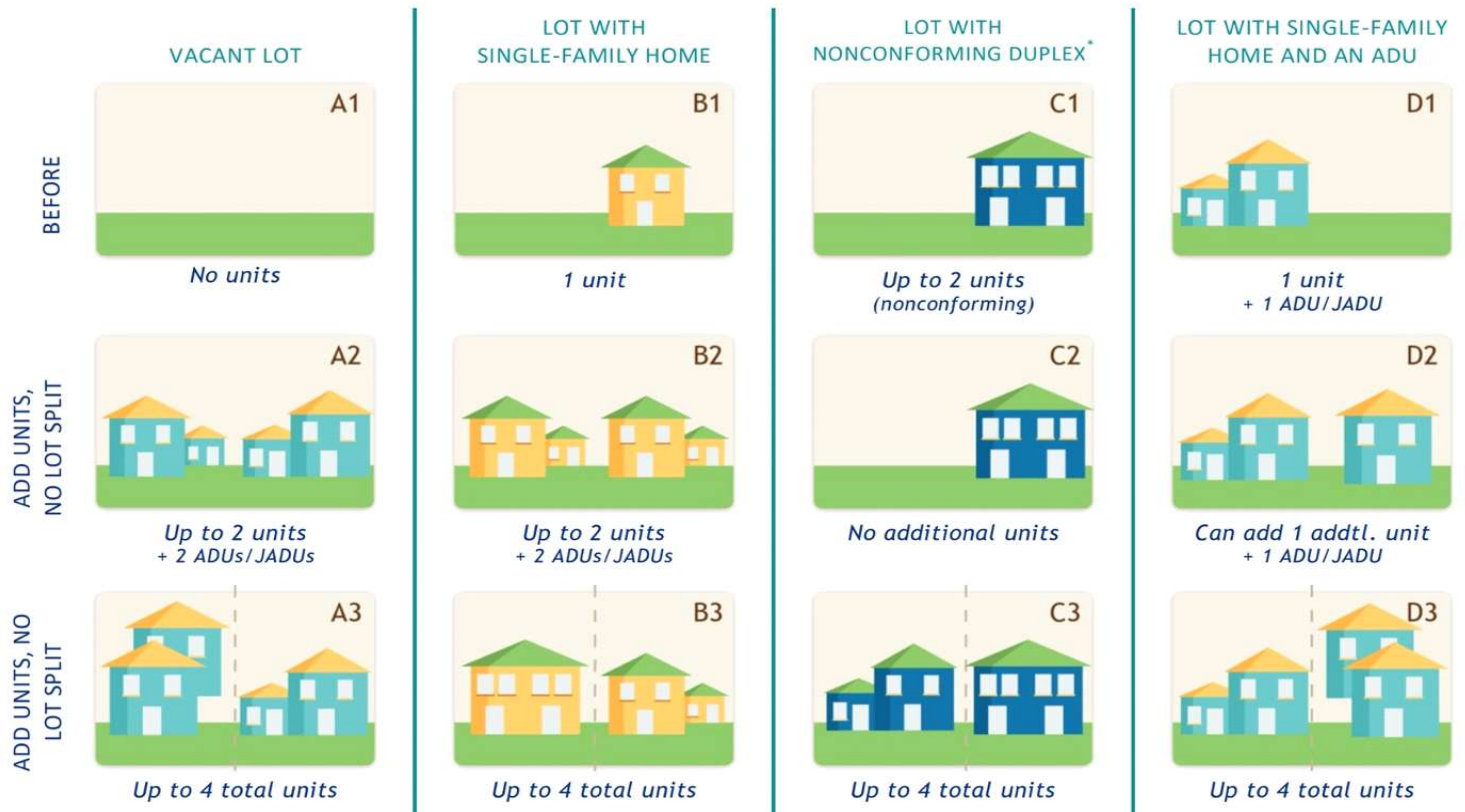 VACANT LOT
LOT WITH
SINGLE-FAMILY HOME
LOT WITH
NONCONFORMING DUPLEX*
LOT WITH SINGLE-FAMILY
HOME AND AN ADU
BEFORE
A1
No units
B1
1 unit
C1
Up to 2 units
(nonconforming)
D1
1 unit
+ 1 ADU/JADU
ADD UNITS,
NO LOT SPLIT
A2
Up to 2 units
+ 2 ADUs/JADUs
B2
Up to 2 units
+ 2 ADUs/JADUs
C2
No additional units
D2
Can add 1 addtl. unit
+ 1 ADU/JADU
ADD UNITS, NO
LOT SPLIT
A3
Up to 4 total units
B3
Up to 4 total units
C3
Up to 4 total units
D3
Up to 4 total units